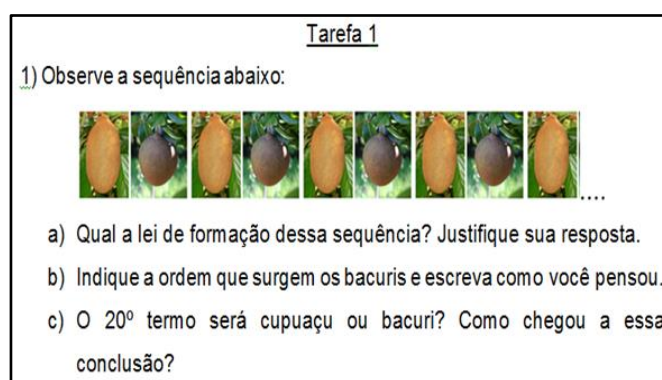 Tarefa 1
1) Observe a sequência abaixo:
....
a) Qual a lei de formação dessa sequência? Justifique sua resposta.
b) Indique a ordem que surgem os bacuris e escreva como você pensou.
c) O 20º termo será cupuaçu ou bacuri? Como chegou a essa
conclusão?